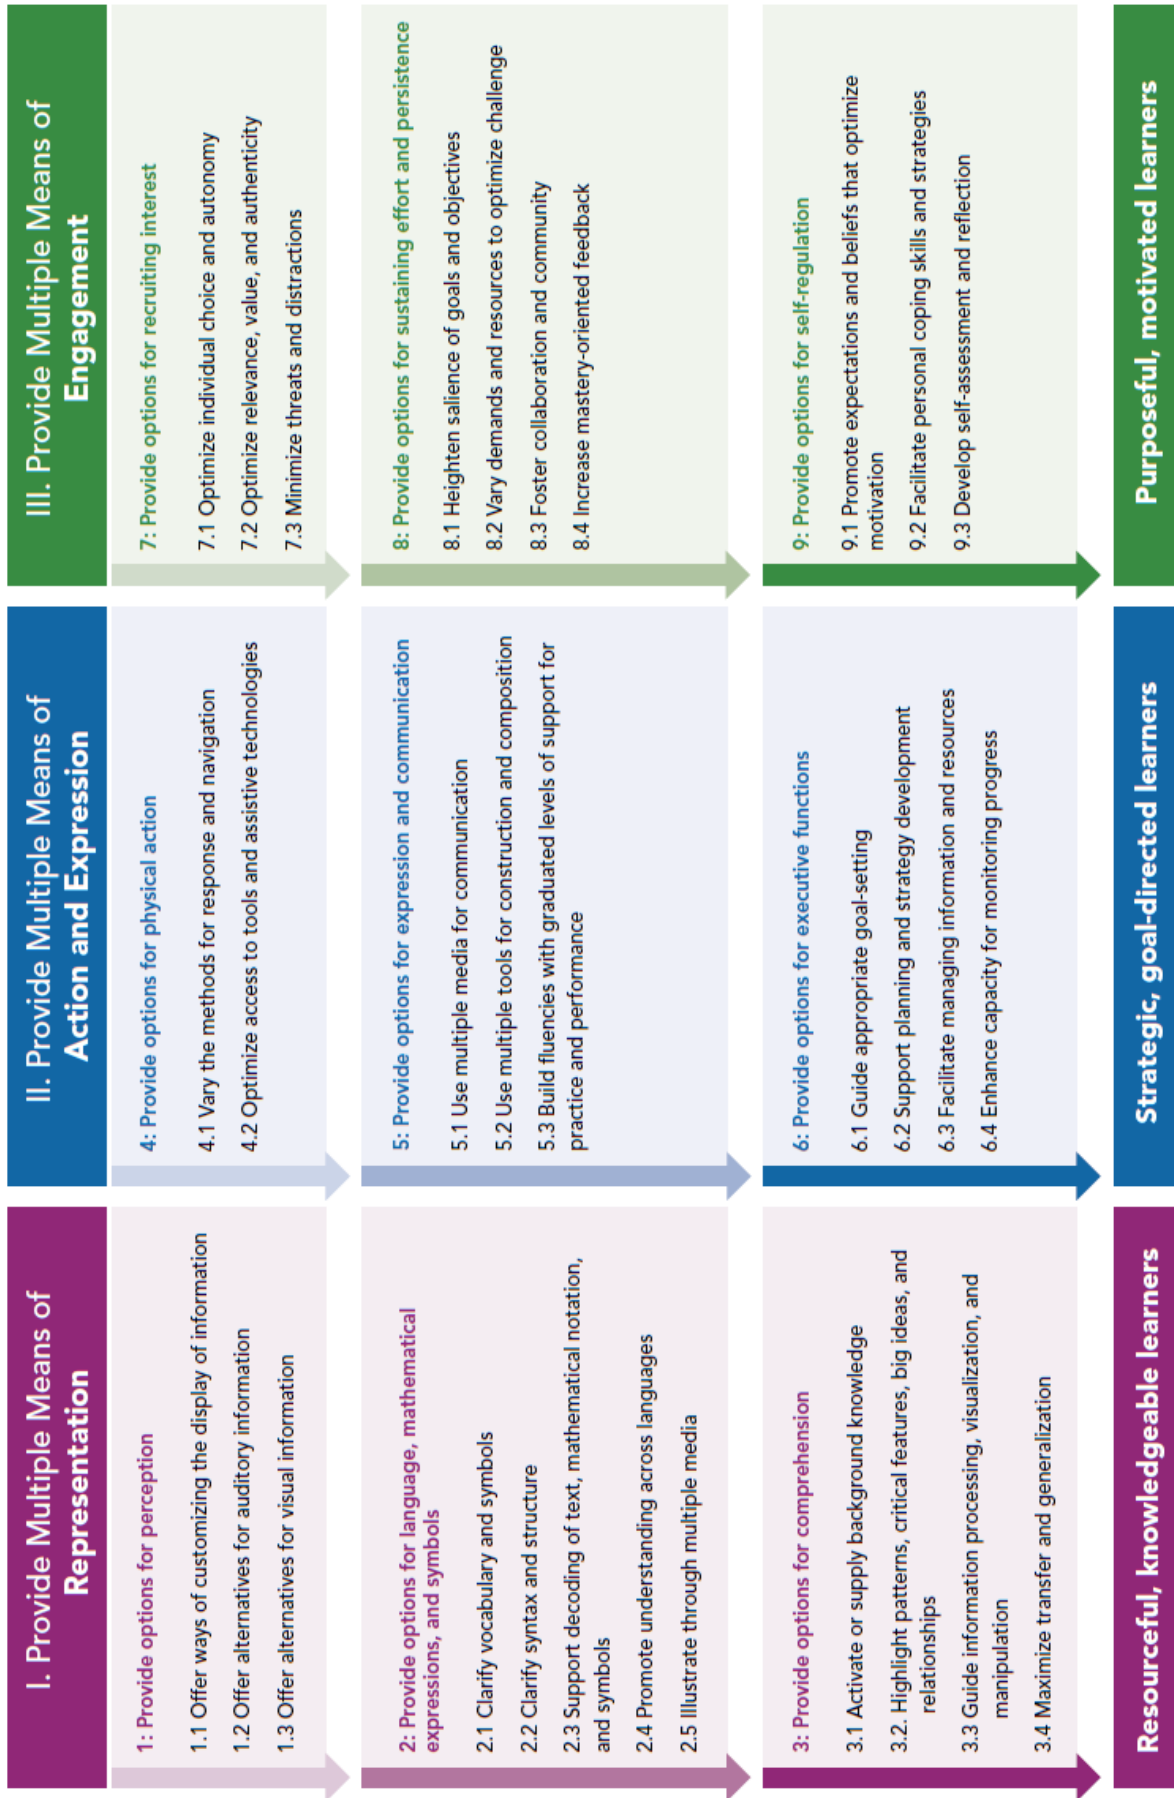 I. Provide Multiple Means of
Representation
1: Provide options for perception
1.1 Offer ways of customizing the display of information
1.2 Offer alternatives for auditory information
1.3 Offer alternatives for visual information
2: Provide options for language, mathematical
expressions, and symbols
2.1 Clarify vocabulary and symbols
2.2 Clarify syntax and structure
2.3 Support decoding of text, mathematical notation,
and symbols
2.4 Promote understanding across languages
2.5 Illustrate through multiple media
3: Provide options for comprehension
3.1 Activate or supply background knowledge
3.2. Highlight patterns, critical features, big ideas, and
relationships
3.3 Guide information processing, visualization, and
manipulation
3.4 Maximize transfer and generalization
Resourceful, knowledgeable learners
II. Provide Multiple Means of
Action and Expression
4: Provide options for physical action
4.1 Vary the methods for response and navigation
4.2 Optimize access to tools and assistive technologies
5: Provide options for expression and communication
5.1 Use multiple media for communication
5.2 Use multiple tools for construction and composition
5.3 Build fluencies with graduated levels of support for
practice and performance
6: Provide options for executive functions
6.1 Guide appropriate goal-setting
6.2 Support planning and strategy development
6.3 Facilitate managing information and resources
6.4 Enhance capacity for monitoring progress
Strategic, goal-directed learners
III. Provide Multiple Means of
Engagement
7: Provide options for recruiting interest
7.1 Optimize individual choice and autonomy
7.2 Optimize relevance, value, and authenticity
7.3 Minimize threats and distractions
8: Provide options for sustaining effort and persistence
8.1 Heighten salience of goals and objectives
8.2 Vary demands and resources to optimize challenge
8.3 Foster collaboration and community
8.4 Increase mastery-oriented feedback
9: Provide options for self-regulation
9.1 Promote expectations and beliefs that optimize
motivation
9.2 Facilitate personal coping skills and strategies
9.3 Develop self-assessment and reflection
Purposeful, motivated learners